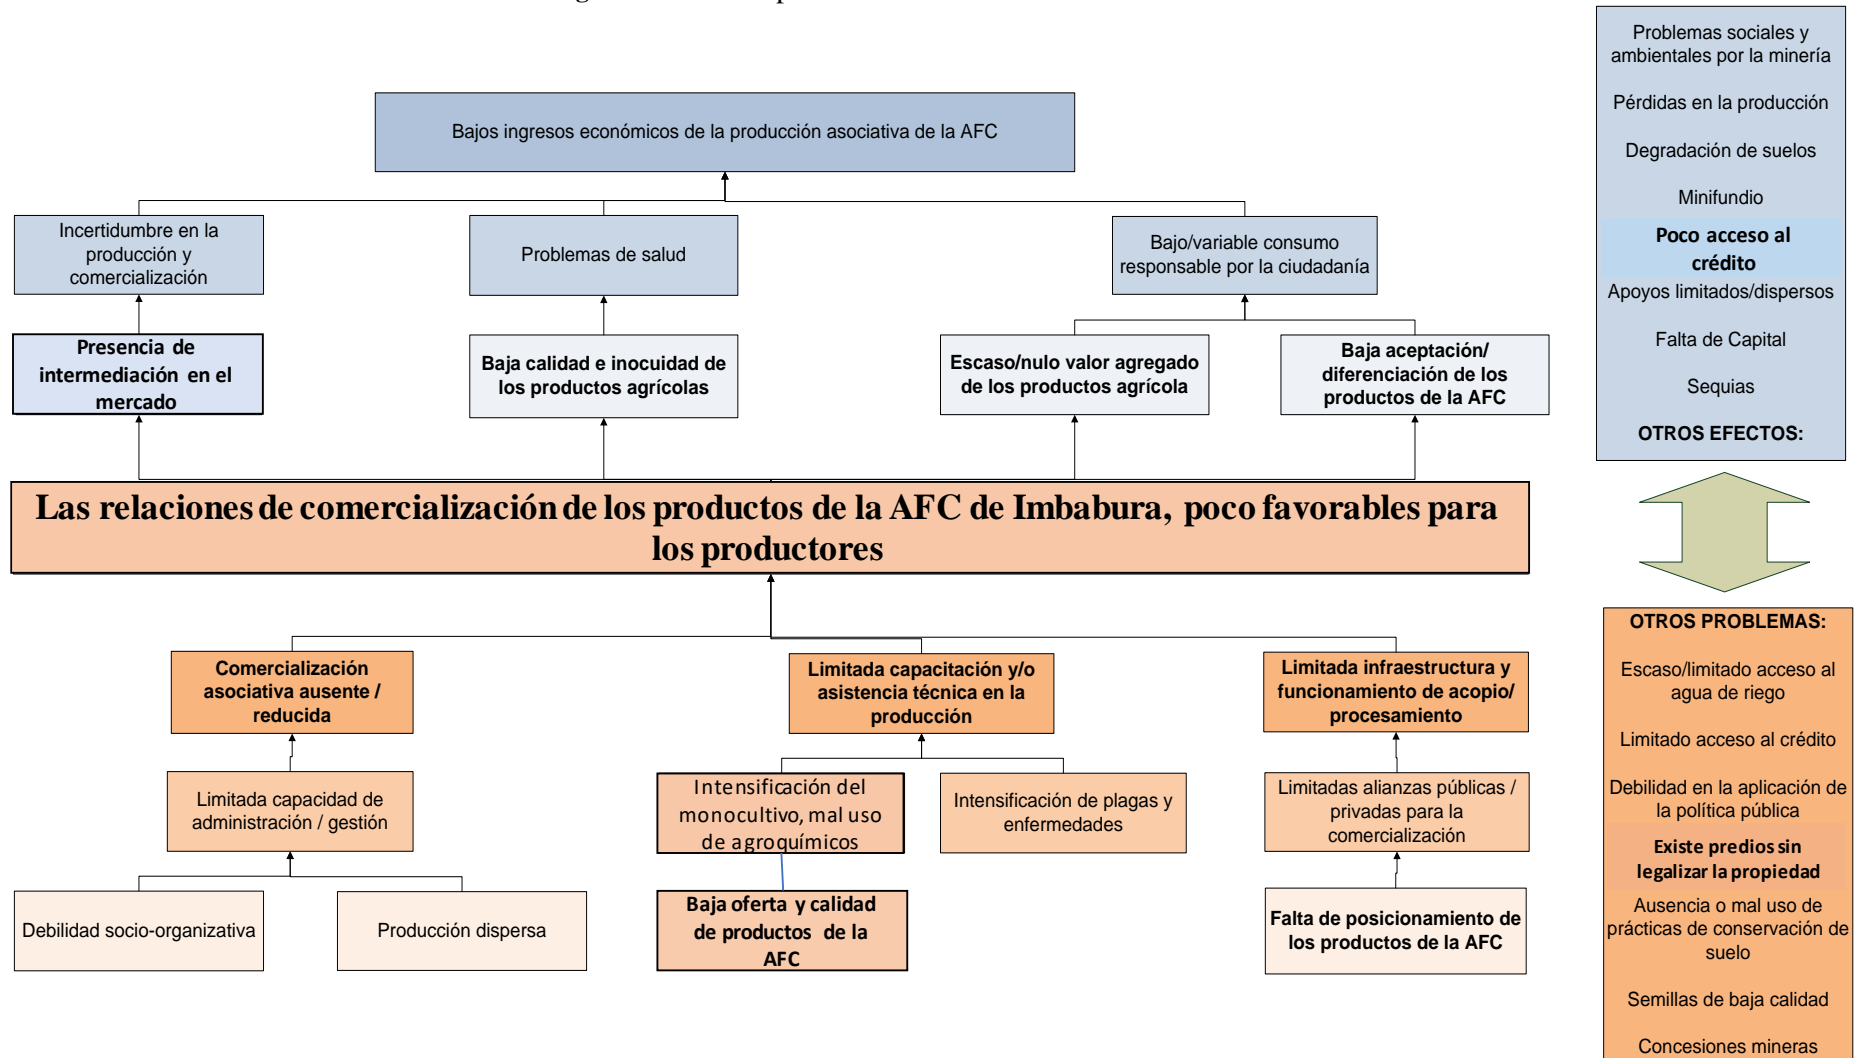 Bajos ingresos económicos de la producción asociativa de la AFC
Incertidumbre en la
producción y
comercialización
Problemas de salud
Bajo/variable consumo
responsable por la ciudadanía
Presencia de
intermediación en el
mercado
Baja calidad e inocuidad de
los productos agrícolas
Escaso/nulo valor agregado
de los productos agrícola
Baja aceptación/
diferenciación de los
productos de la AFC
Las relaciones de comercialización de los productos de la AFC de Imbabura, poco favorables para
los productores
Comercialización
asociativa ausente /
reducida
Limitada capacitación y/o
asistencia técnica en la
producción
Limitada infraestructura y
funcionamiento de acopio/
procesamiento
Limitada capacidad de
administración / gestión
Intensificación del
monocultivo, mal uso
de agroquímicos
Intensificación de plagas y
enfermedades
Limitadas alianzas públicas /
privadas para la
comercialización
Debilidad socio-organizativa
Producción dispersa
Baja oferta y calidad
de productos de la
AFC
Falta de posicionamiento de
los productos de la AFC
Problemas sociales y
ambientales por la minería
Pérdidas en la producción
Degradación de suelos
Minifundio
Poco acceso al
crédito
Apoyos limitados/dispersos
Falta de Capital
Sequias
OTROS EFECTOS:
OTROS PROBLEMAS:
Escaso/limitado acceso al
agua de riego
Limitado acceso al crédito
Debilidad en la aplicación de
la política pública
Existe predios sin
legalizar la propiedad
Ausencia o mal uso de
prácticas de conservación de
suelo
Semillas de baja calidad
Concesiones mineras